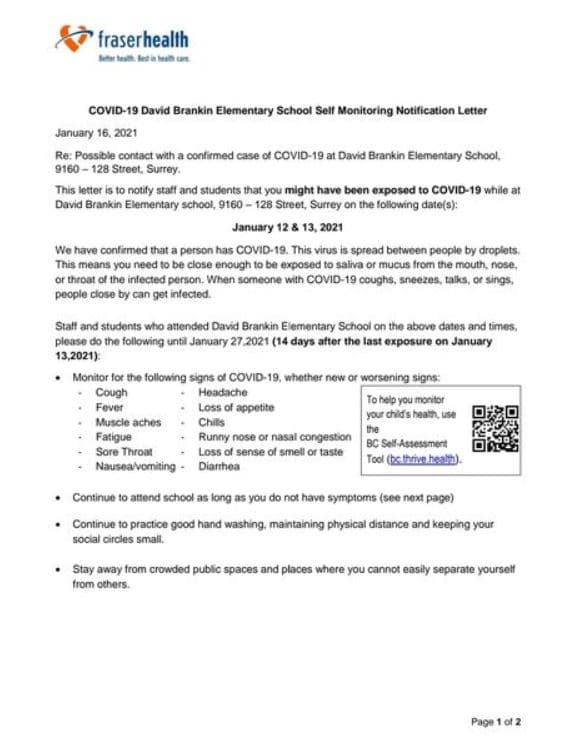 fraserhealth
Better health. Best in health care.
COVID-19 David Brankin Elementary School Self Monitoring Notification Letter
January 16, 2021
Re: Possible contact with a confirmed case of COVID-19 at David Brankin Elementary School,
9160 – 128 Street, Surrey.
This letter is to notify staff and students that you might have been exposed to COVID-19 while at
David Brankin Elementary school, 9160 – 128 Street, Surrey on the following date(s):
January 12 & 13, 2021
We have confirmed that a person has COVID-19. This virus is spread between people by droplets.
This means you need to be close enough to be exposed to saliva or mucus from the mouth, nose,
or throat of the infected person. When someone with COVID-19 coughs, sneezes, talks, or sings,
people close by can get infected.
Staff and students who attended David Brankin Elementary School on the above dates and times,
please do the following until January 27,2021 (14 days after the last exposure on January
13,2021):
• Monitor for the following signs of COVID-19, whether new or worsening signs:
- Cough - Headache
- Fever - Loss of appetite
- Muscle aches - Chills
- Fatigue - Runny nose or nasal congestion
- Sore Throat - Loss of sense of smell or taste
- Nausea/vomiting - Diarrhea
To help you monitor
your child's health, use
the
BC Self-Assessment
Tool (bc.thrive.health).
• Continue to attend school as long as you do not have symptoms (see next page)
• Continue to practice good hand washing, maintaining physical distance and keeping your
social circles small.
• Stay away from crowded public spaces and places where you cannot easily separate yourself
from others.
Page 1 of 2